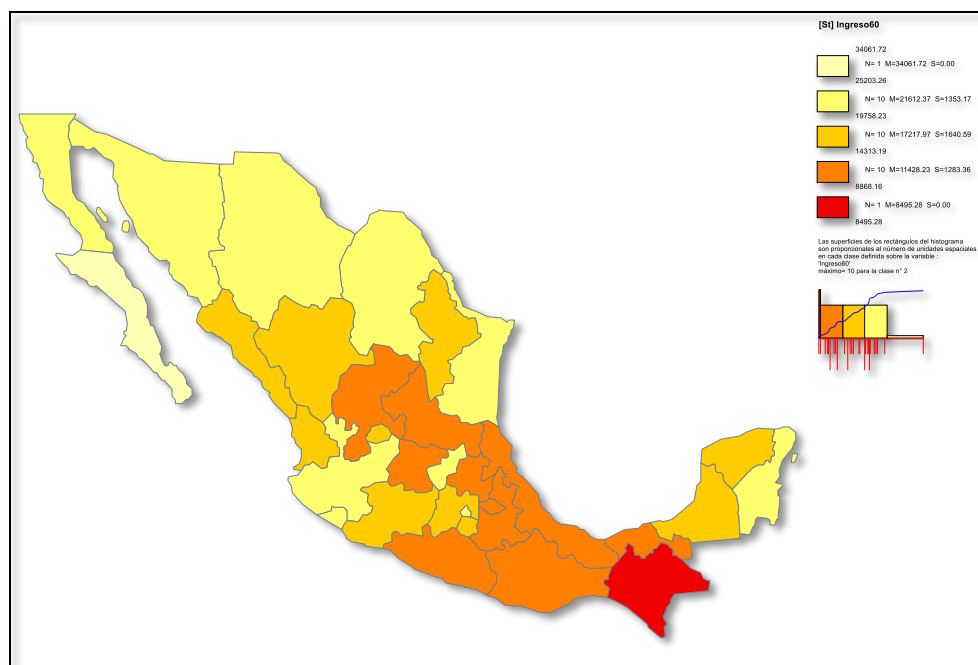 [St] Ingreso60
34061.72
N= 1 M=34061.72 S=0.00
25203.26
N= 10 M=21612.37 S=1353.17
19758.23
N= 10 M=17217.97 S=1640.59
14313.19
N= 10 M=11428.23 S=1283.36
8868.16
N= 1 M=8495.28 S=0.00
8495.28
Las superficies de los rectángulos del histograma
son proporcionales al número de unidades espaciales
en cada clase definida sobre la variable :
'Ingreso60'
máximo= 10 para la clase n° 2